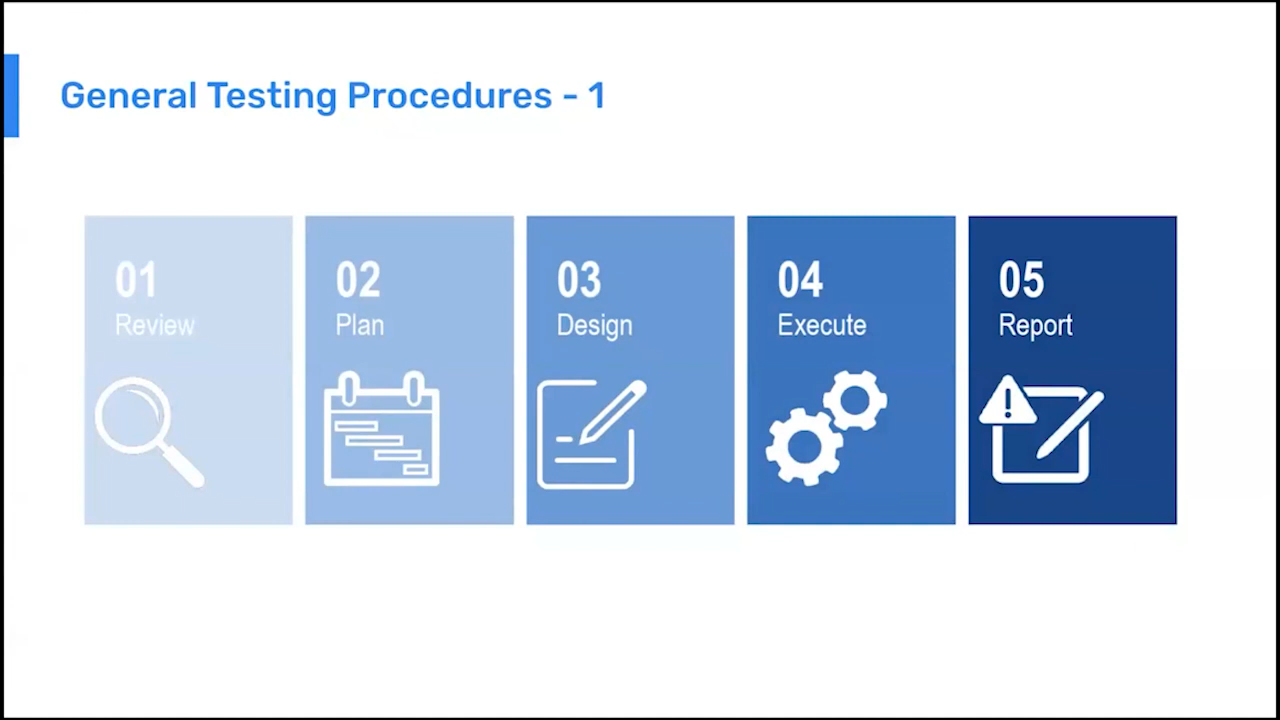 General Testing Procedures - 1
01
Review
02
Plan
03
Design
04
Execute
05
Report